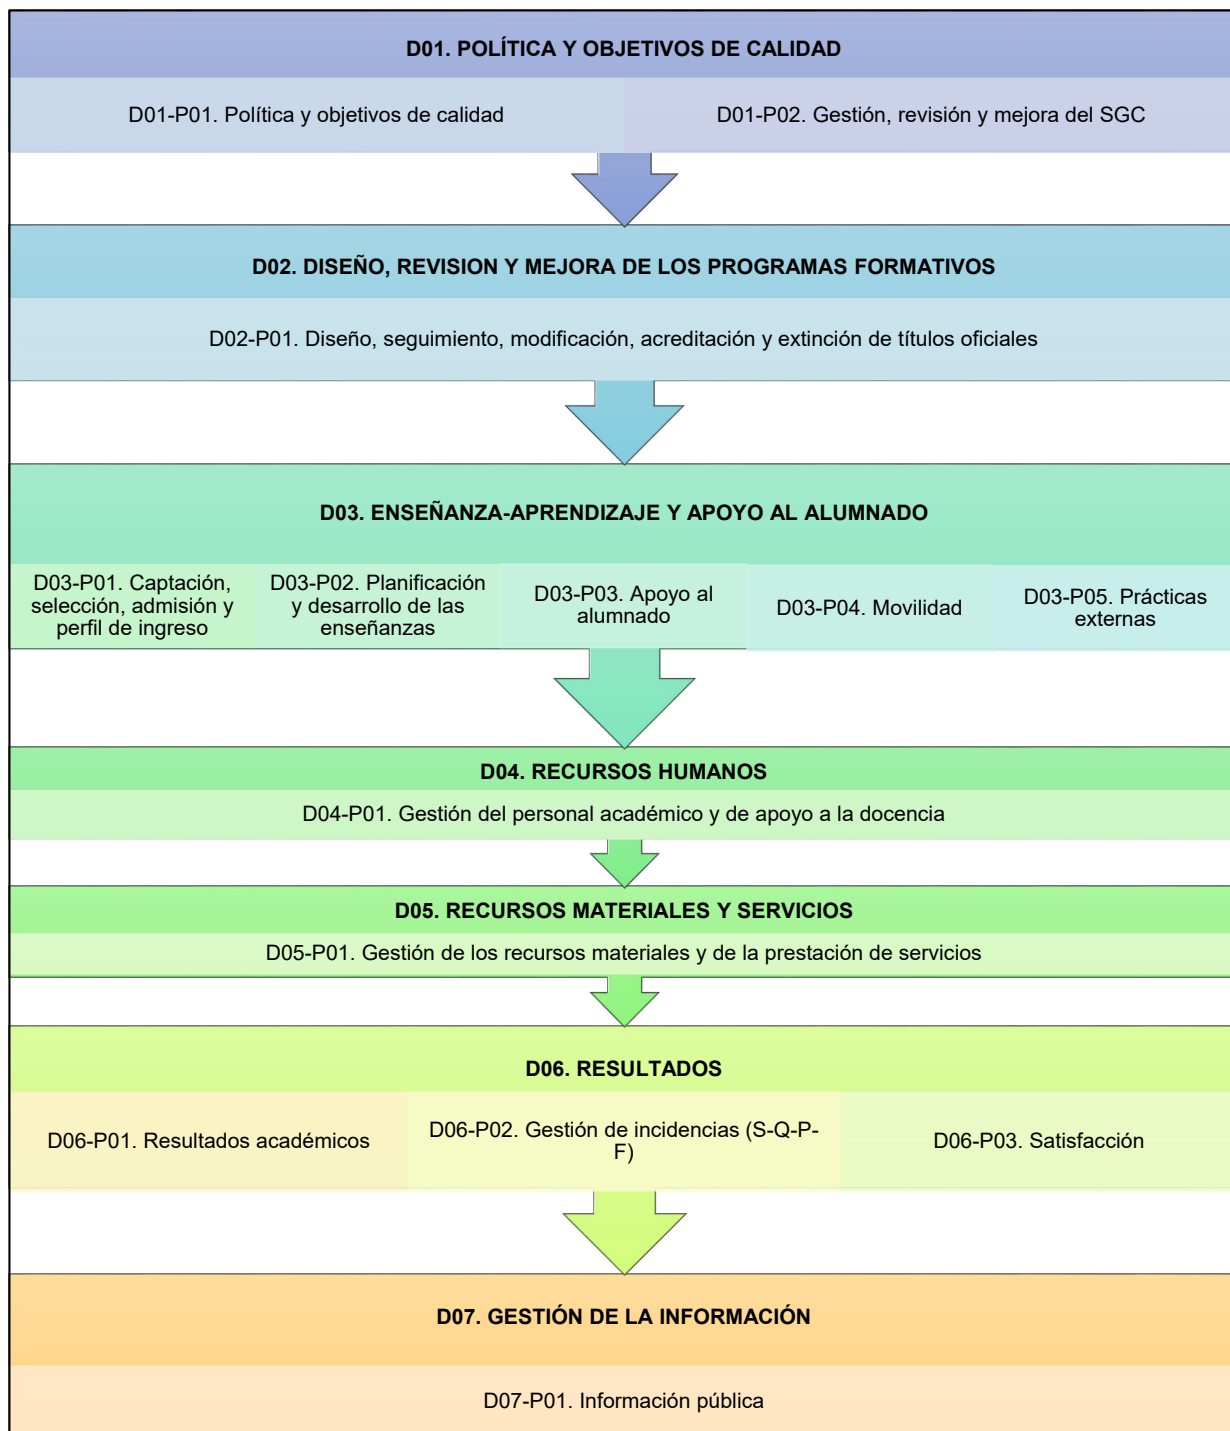 D01. POLÍTICA Y OBJETIVOS DE CALIDAD
D01-P01. Política y objetivos de calidad
D01-P02. Gestión, revisión y mejora del SGC
D02. DISEÑO, REVISION Y MEJORA DE LOS PROGRAMAS FORMATIVOS
D02-P01. Diseño, seguimiento, modificación, acreditación y extinción de títulos oficiales
D03. ENSEÑANZA-APRENDIZAJE Y APOYO AL ALUMNADO
D03-P01. Captación,
selección, admisión y
perfil de ingreso
D03-P02. Planificación
y desarrollo de las
enseñanzas
D03-P03. Apoyo al
alumnado
D03-P04. Movilidad
D03-P05. Prácticas
externas
D04. RECURSOS HUMANOS
D04-P01. Gestión del personal académico y de apoyo a la docencia
D05. RECURSOS MATERIALES Y SERVICIOS
D05-P01. Gestión de los recursos materiales y de la prestación de servicios
D06. RESULTADOS
D06-P01. Resultados académicos
D06-P02. Gestión de incidencias (S-Q-P-
F)
D06-P03. Satisfacción
D07. GESTIÓN DE LA INFORMACIÓN
D07-P01. Información pública